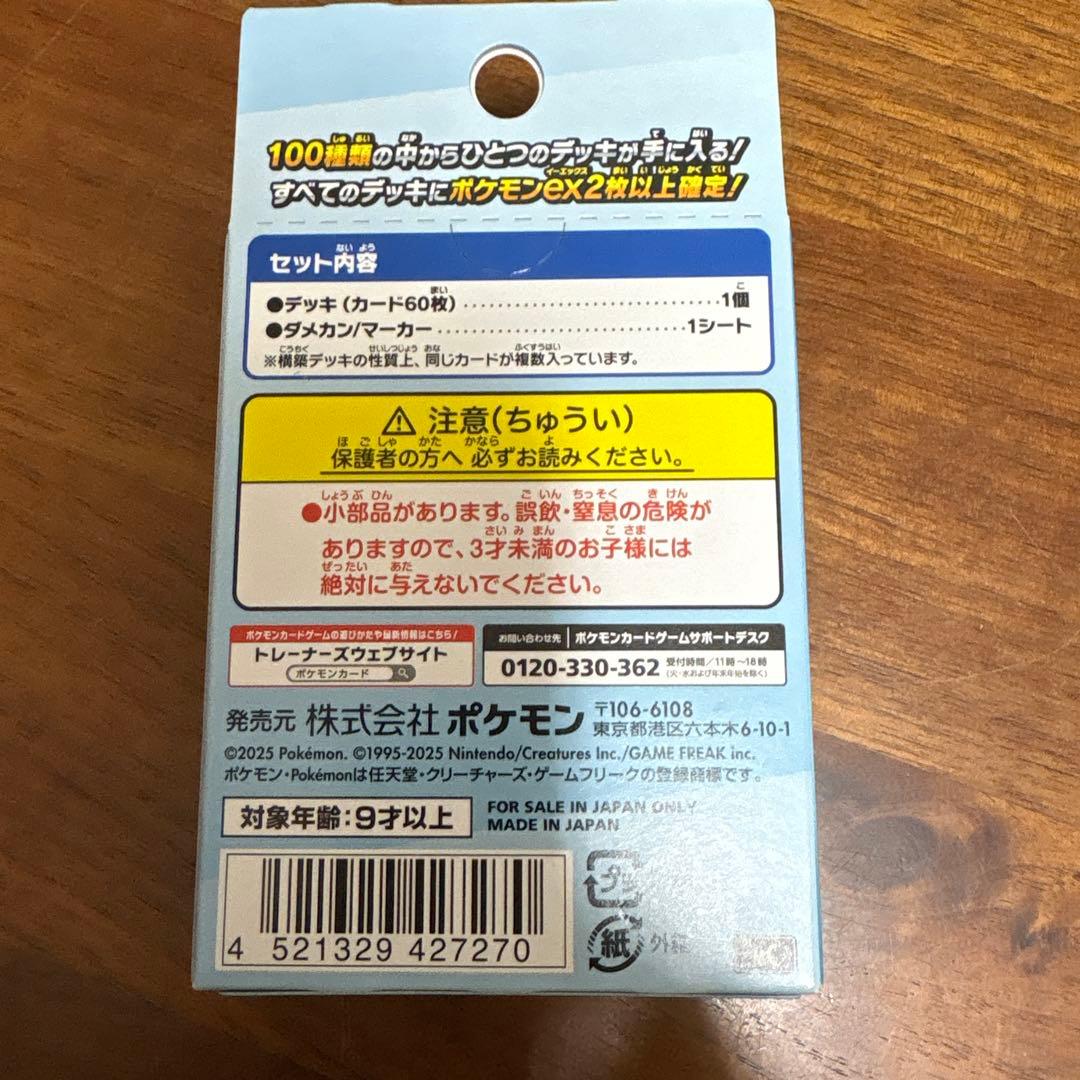 100種類の中からひとつのデッキが手に入る!
すべてのデッキにポケモンex2枚以上確定!
セット内容
●デッキ(カード60枚)‥‥‥‥‥‥‥‥‥‥‥1個
●ダメカン/マーカー‥‥‥‥‥‥‥‥‥‥‥1シート
※構築デッキの性質上、同じカードが複数入っています。
⚠ 注意(ちゅうい)
保護者の方へ 必ずお読みください。
●小部品があります。誤飲・窒息の危険が
ありますので、3才未満のお子様には
絶対に与えないでください。
ポケモンカードゲームの遊びかたや最新情報はこちら!
トレーナーズウェブサイト
ポケモンカード
お問い合わせ先 ポケモンカードゲームサポートデスク
0120-330-362 受付時間/11時~18時
(火・水および年末年始を除く)
発売元 株式会社 ポケモン 〒106-6108
東京都港区六本木6-10-1
©2025 Pokémon. ©1995-2025 Nintendo/Creatures Inc./GAME FREAK inc.
ポケモン・Pokémonは任天堂・クリーチャーズ・ゲームフリークの登録商標です。
対象年齢:9才以上
FOR SALE IN JAPAN ONLY
MADE IN JAPAN
4 521329 427270
プラ
紙 外箱